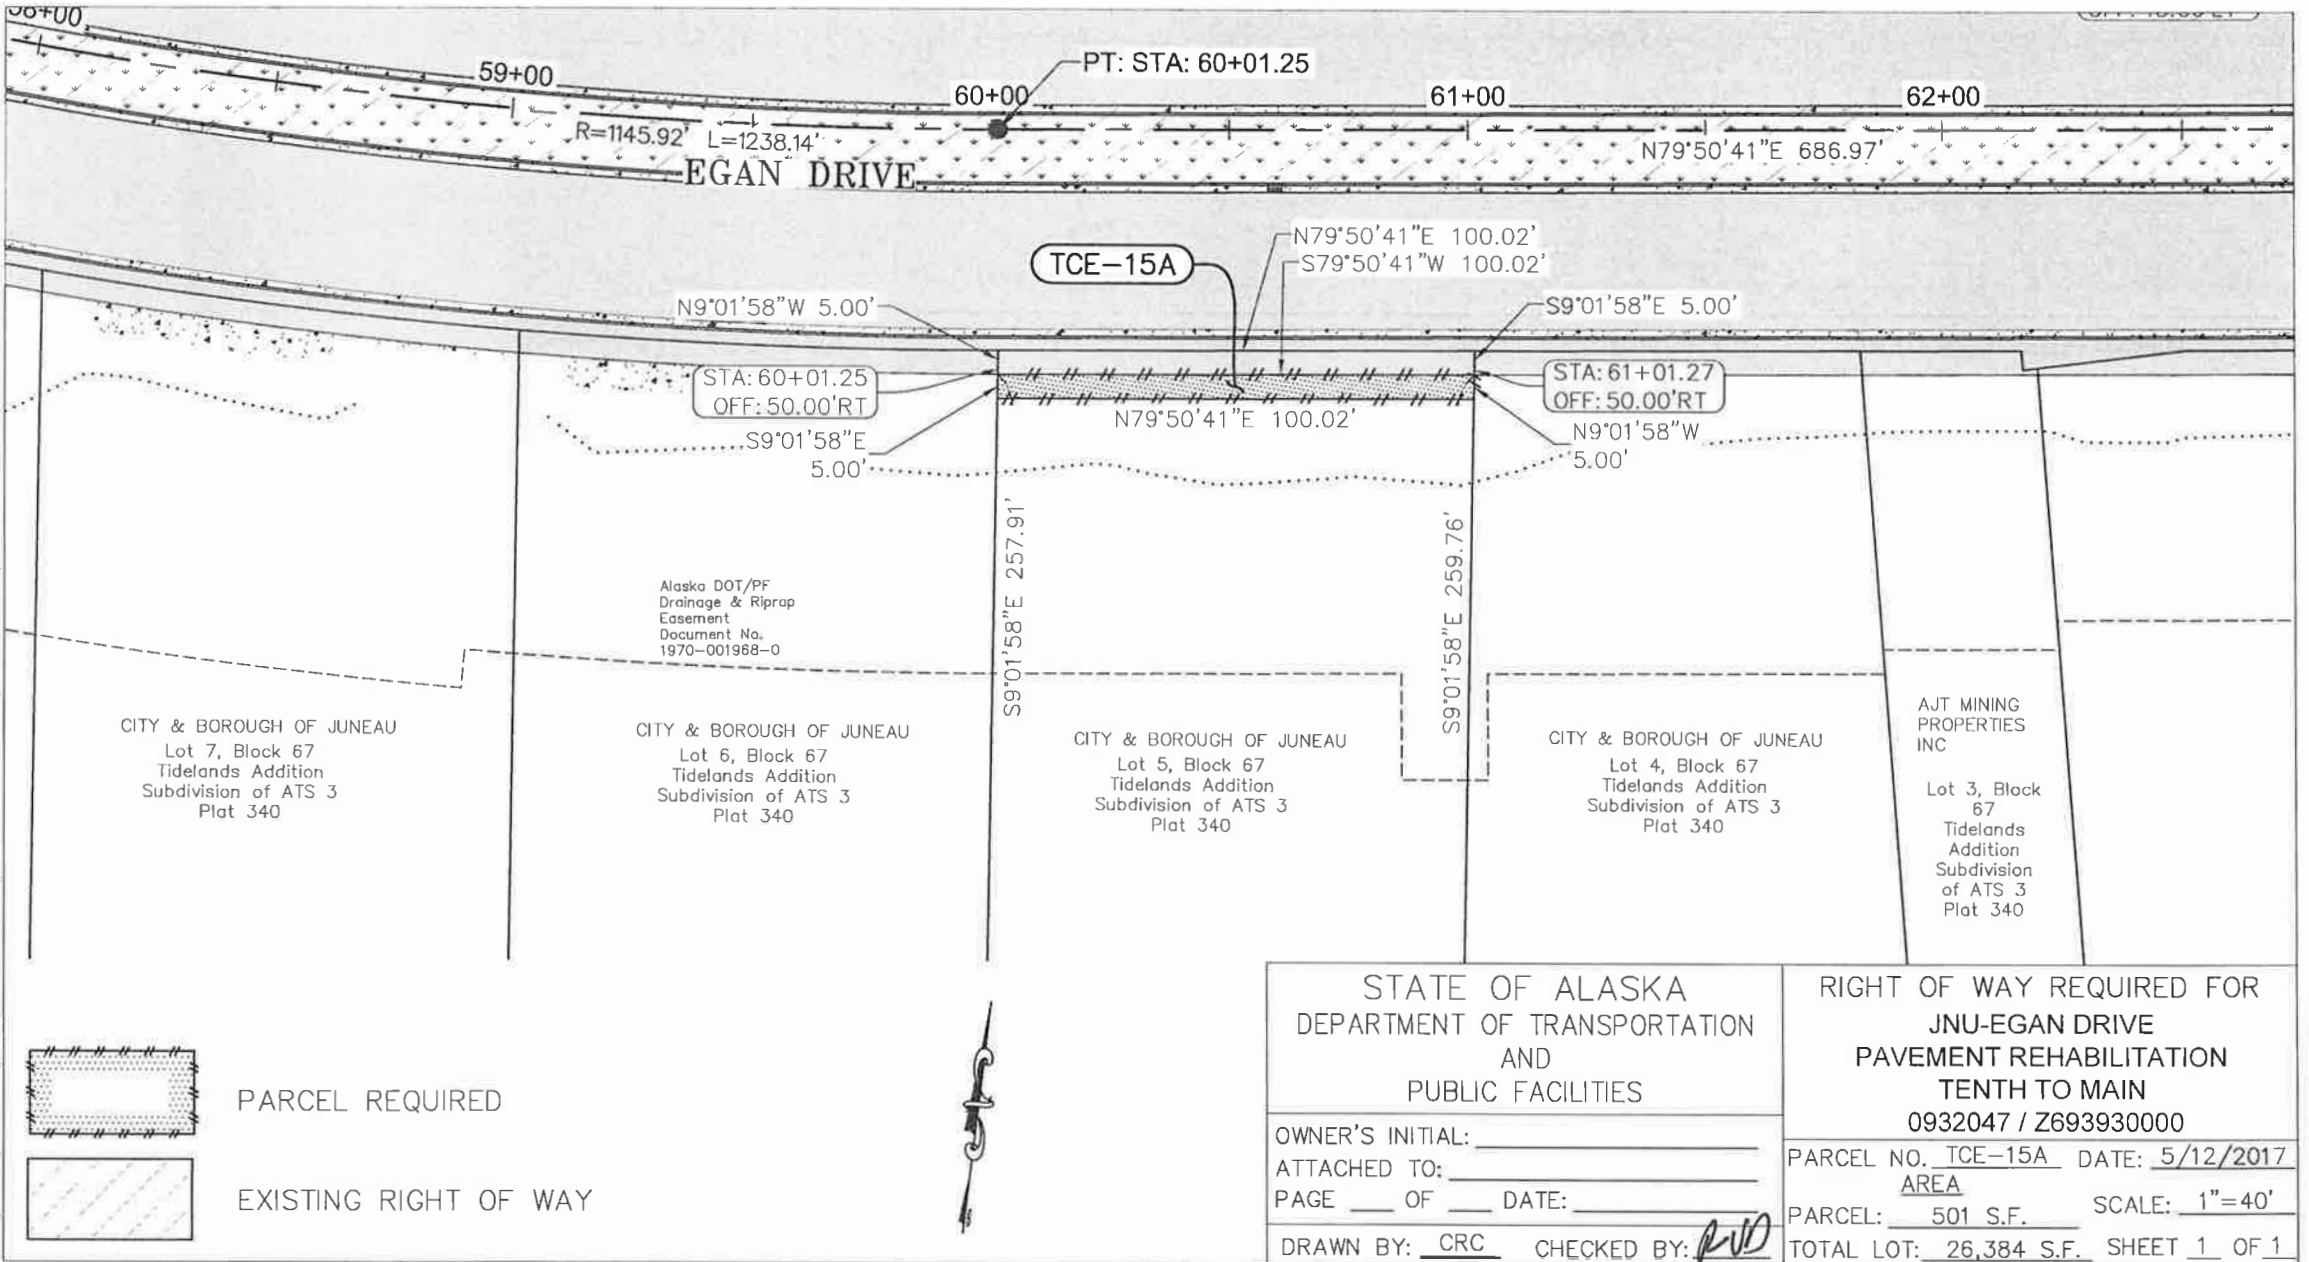 58+00
59+00
60+00
PT: STA: 60+01.25
61+00
62+00
R=1145.92' L=1238.14'
N79°50'41"E 686.97'
EGAN DRIVE
TCE-15A
N79°50'41"E 100.02'
S79°50'41"W 100.02'
N9°01'58"W 5.00'
S9°01'58"E 5.00'
STA: 60+01.25
OFF: 50.00'RT
STA: 61+01.27
OFF: 50.00'RT
N79°50'41"E 100.02'
S9°01'58"E
5.00'
N9°01'58"W
5.00'
S9°01'58"E 257.91'
S9°01'58"E 259.76'
Alaska DOT/PF
Drainage & Riprap
Easement
Document No.
1970-001968-0
CITY & BOROUGH OF JUNEAU
Lot 7, Block 67
Tidelands Addition
Subdivision of ATS 3
Plat 340
CITY & BOROUGH OF JUNEAU
Lot 6, Block 67
Tidelands Addition
Subdivision of ATS 3
Plat 340
CITY & BOROUGH OF JUNEAU
Lot 5, Block 67
Tidelands Addition
Subdivision of ATS 3
Plat 340
CITY & BOROUGH OF JUNEAU
Lot 4, Block 67
Tidelands Addition
Subdivision of ATS 3
Plat 340
AJT MINING
PROPERTIES
INC
Lot 3, Block
67
Tidelands
Addition
Subdivision
of ATS 3
Plat 340
PARCEL REQUIRED
EXISTING RIGHT OF WAY
STATE OF ALASKA
DEPARTMENT OF TRANSPORTATION
AND
PUBLIC FACILITIES
OWNER'S INITIAL:
ATTACHED TO:
PAGE OF DATE:
DRAWN BY: CRC CHECKED BY:
RIGHT OF WAY REQUIRED FOR
JNU-EGAN DRIVE
PAVEMENT REHABILITATION
TENTH TO MAIN
0932047 / Z693930000
PARCEL NO. TCE-15A DATE: 5/12/2017
AREA
PARCEL: 501 S.F. SCALE: 1"=40'
TOTAL LOT: 26,384 S.F. SHEET 1 OF 1